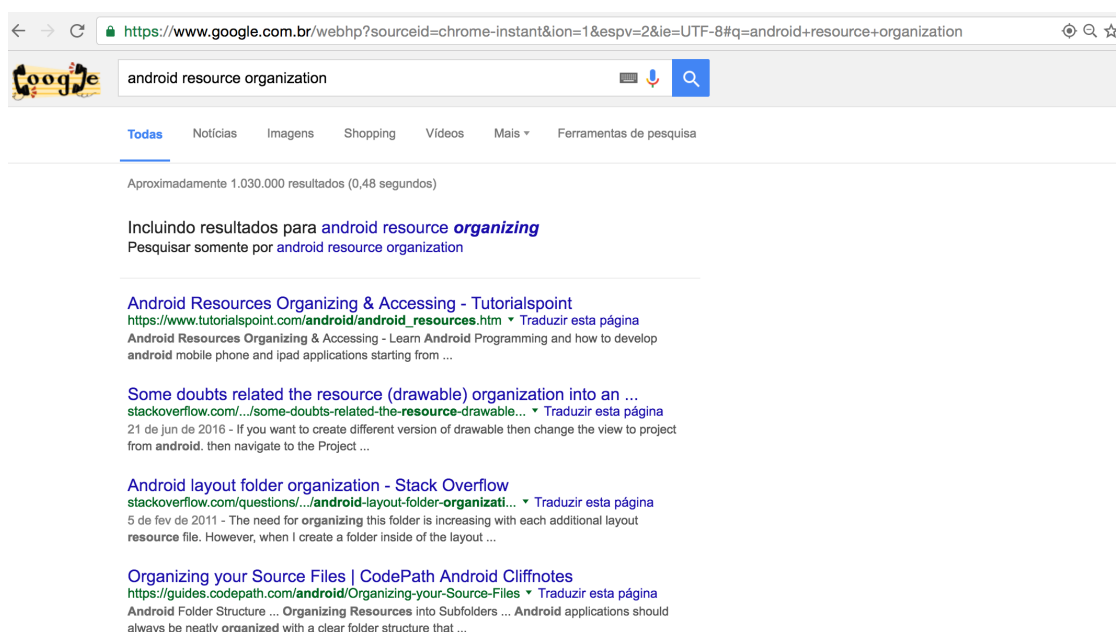 https://www.google.com.br/webhp?sourceid=chrome-instant&ion=1&espv=2&ie=UTF-8#q=android+resource+organization
Google
android resource organization
Todas Notícias Imagens Shopping Vídeos Mais Ferramentas de pesquisa
Aproximadamente 1.030.000 resultados (0,48 segundos)
Incluindo resultados para android resource organizing
Pesquisar somente por android resource organization
Android Resources Organizing & Accessing - Tutorialspoint
https://www.tutorialspoint.com/android/android_resources.htm Traduzir esta página
Android Resources Organizing & Accessing - Learn Android Programming and how to develop
android mobile phone and ipad applications starting from ...
Some doubts related the resource (drawable) organization into an ...
stackoverflow.com/.../some-doubts-related-the-resource-drawable... Traduzir esta página
21 de jun de 2016 - If you want to create different version of drawable then change the view to project
from android. then navigate to the Project ...
Android layout folder organization - Stack Overflow
stackoverflow.com/questions/.../android-layout-folder-organizati... Traduzir esta página
5 de fev de 2011 - The need for organizing this folder is increasing with each additional layout
resource file. However, when I create a folder inside of the layout ...
Organizing your Source Files | CodePath Android Cliffnotes
https://guides.codepath.com/android/Organizing-your-Source-Files Traduzir esta página
Android Folder Structure ... Organizing Resources into Subfolders ... Android applications should
always be neatly organized with a clear folder structure that ...